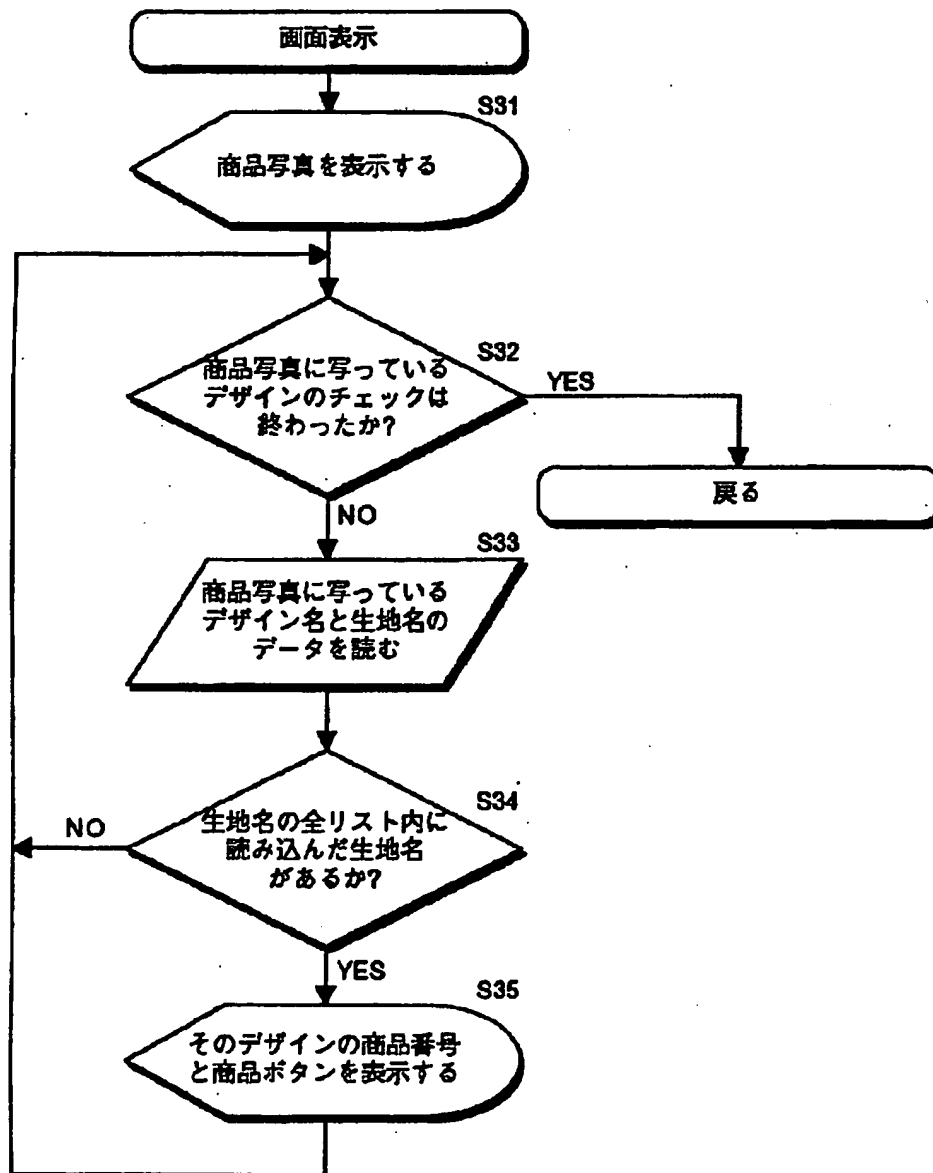 画面表示
S31
商品写真を表示する
S32
商品写真に写っている
デザインのチェックは
終わったか?
YES
戻る
NO
S33
商品写真に写っている
デザイン名と生地名の
データを読む
S34
生地名の全リスト内に
読み込んだ生地名
があるか?
NO
YES
S35
そのデザインの商品番号
と商品ボタンを表示する